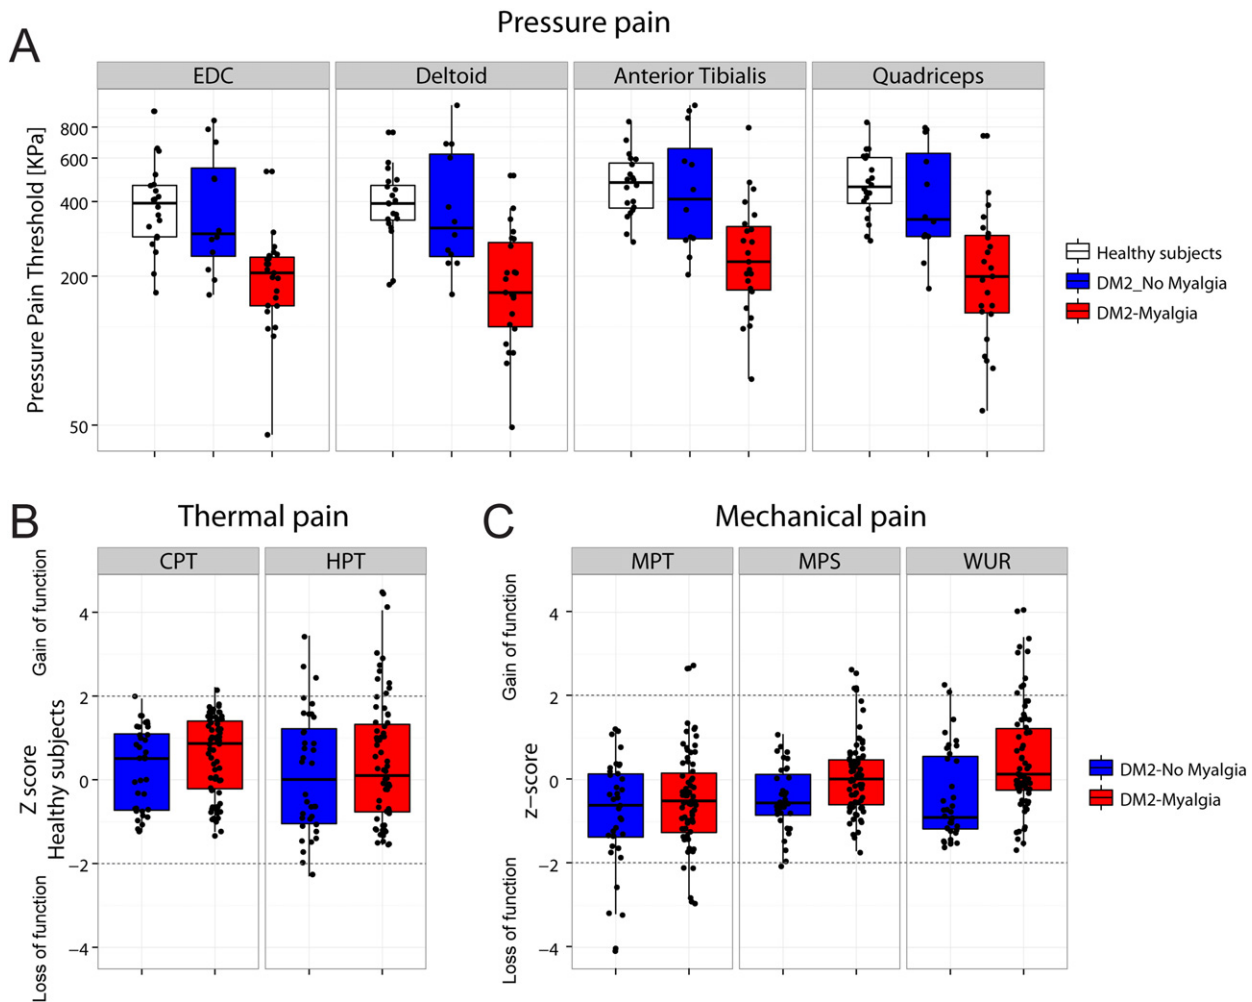 A
Pressure pain
EDC
Deltoid
Anterior Tibialis
Quadriceps
Pressure Pain Threshold [KPa]
800
600
400
200
50
Healthy subjects
DM2_No Myalgia
DM2-Myalgia
B
Thermal pain
CPT
HPT
Gain of function
Z score
Healthy subjects
Loss of function
4
2
0
−2
−4
C
Mechanical pain
MPT
MPS
WUR
Gain of function
Z−score
Loss of function
4
2
0
−2
−4
DM2-No Myalgia
DM2-Myalgia